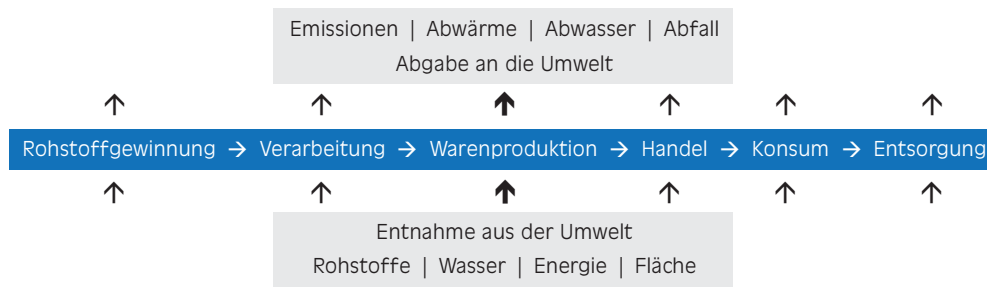 Emissionen | Abwärme | Abwasser | Abfall
Abgabe an die Umwelt
↑ ↑ ↑ ↑ ↑ ↑
Rohstoffgewinnung → Verarbeitung → Warenproduktion → Handel → Konsum → Entsorgung
↑ ↑ ↑ ↑ ↑ ↑
Entnahme aus der Umwelt
Rohstoffe | Wasser | Energie | Fläche